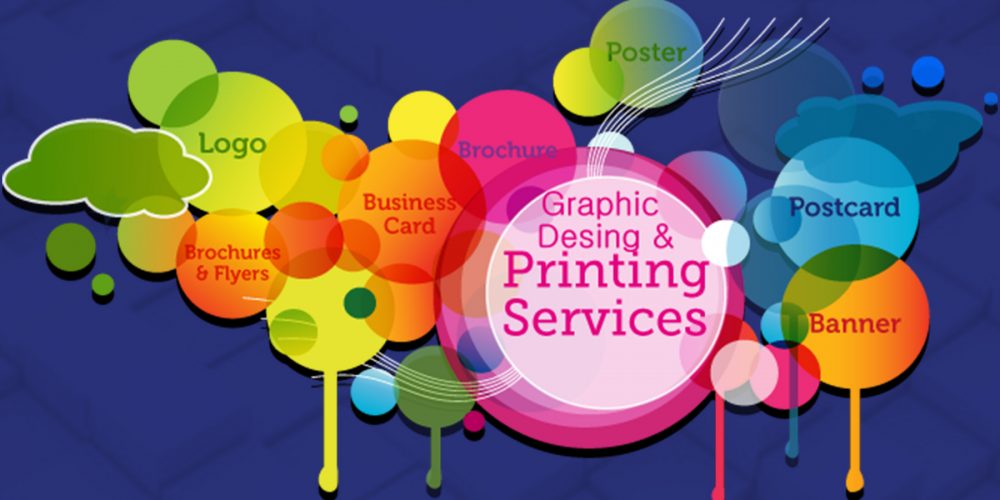 Poster
Logo
Brochure
Business
Card
Brochures
& Flyers
Graphic
Desing &
Printing
Services
Postcard
Banner